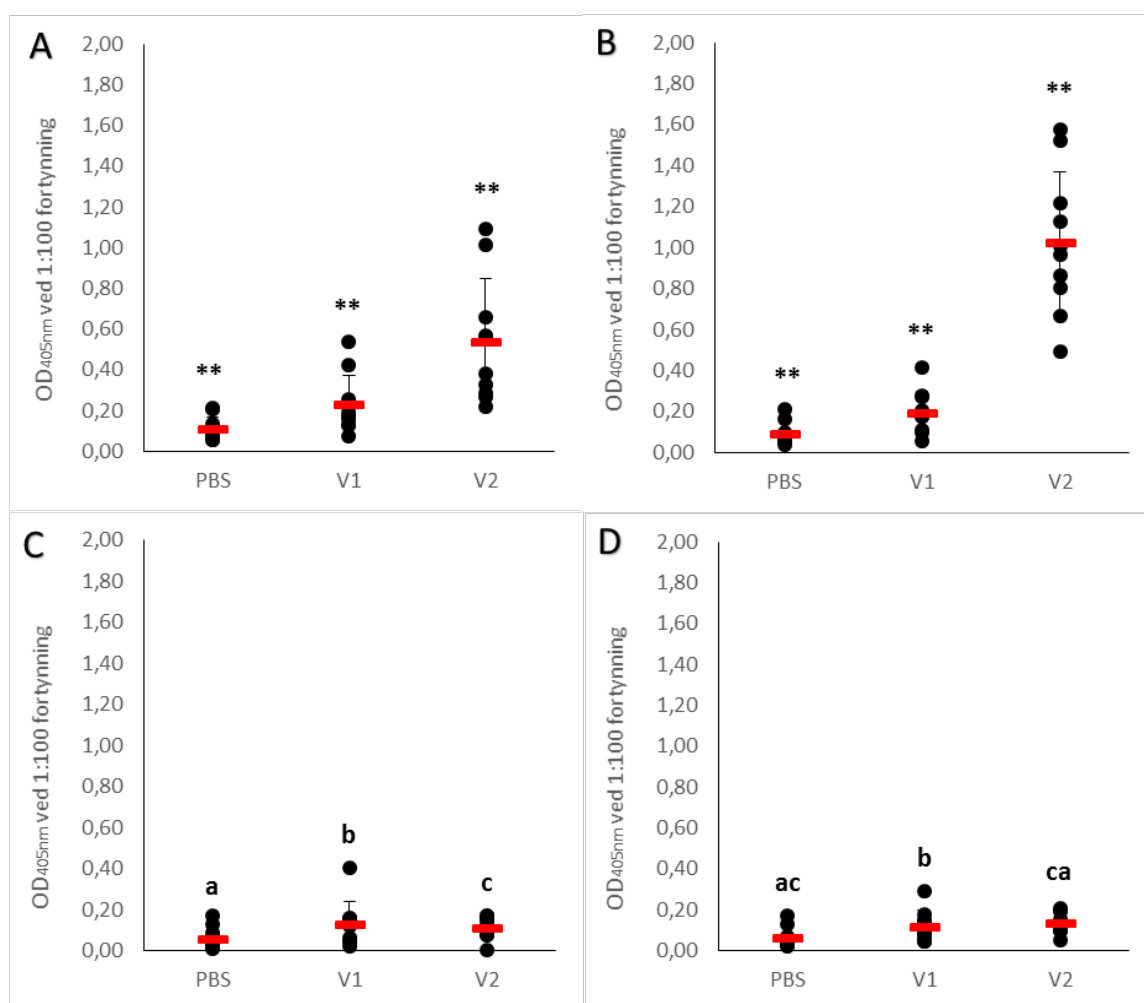 A
2,00
1,80
1,60
1,40
1,20
1,00
0,80
0,60
0,40
0,20
0,00
OD405nm ved 1:100 fortynning
**
**
**
PBS V1 V2
B
2,00
1,80
1,60
1,40
1,20
1,00
0,80
0,60
0,40
0,20
0,00
OD405nm ved 1:100 fortynning
**
**
**
PBS V1 V2
C
2,00
1,80
1,60
1,40
1,20
1,00
0,80
0,60
0,40
0,20
0,00
OD405nm ved 1:100 fortynning
a
b
c
PBS V1 V2
D
2,00
1,80
1,60
1,40
1,20
1,00
0,80
0,60
0,40
0,20
0,00
OD405nm ved 1:100 fortynning
ac
b
ca
PBS V1 V2